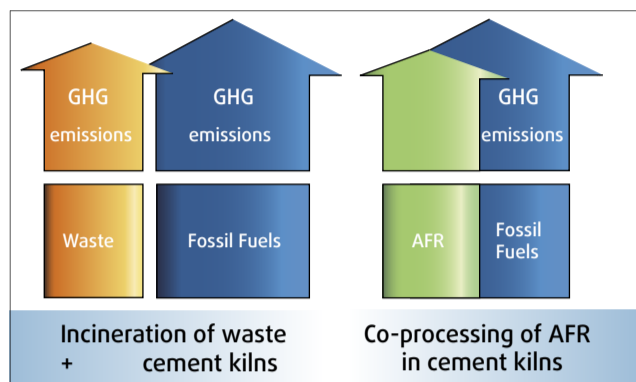 GHG
emissions
GHG
emissions
GHG
emissions
Waste
Fossil Fuels
AFR
Fossil
Fuels
Incineration of waste
+ cement kilns
Co-processing of AFR
in cement kilns